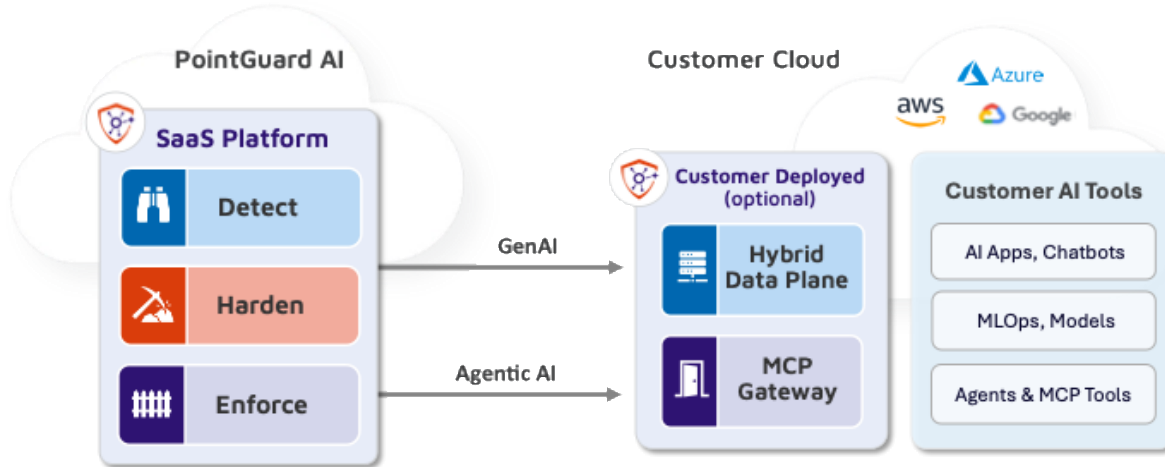 PointGuard AI
SaaS Platform
Detect
Harden
Enforce
GenAI
Agentic AI
Customer Cloud
Azure
aws
Google
Customer Deployed
(optional)
Hybrid
Data Plane
MCP
Gateway
Customer AI Tools
AI Apps, Chatbots
MLOps, Models
Agents & MCP Tools